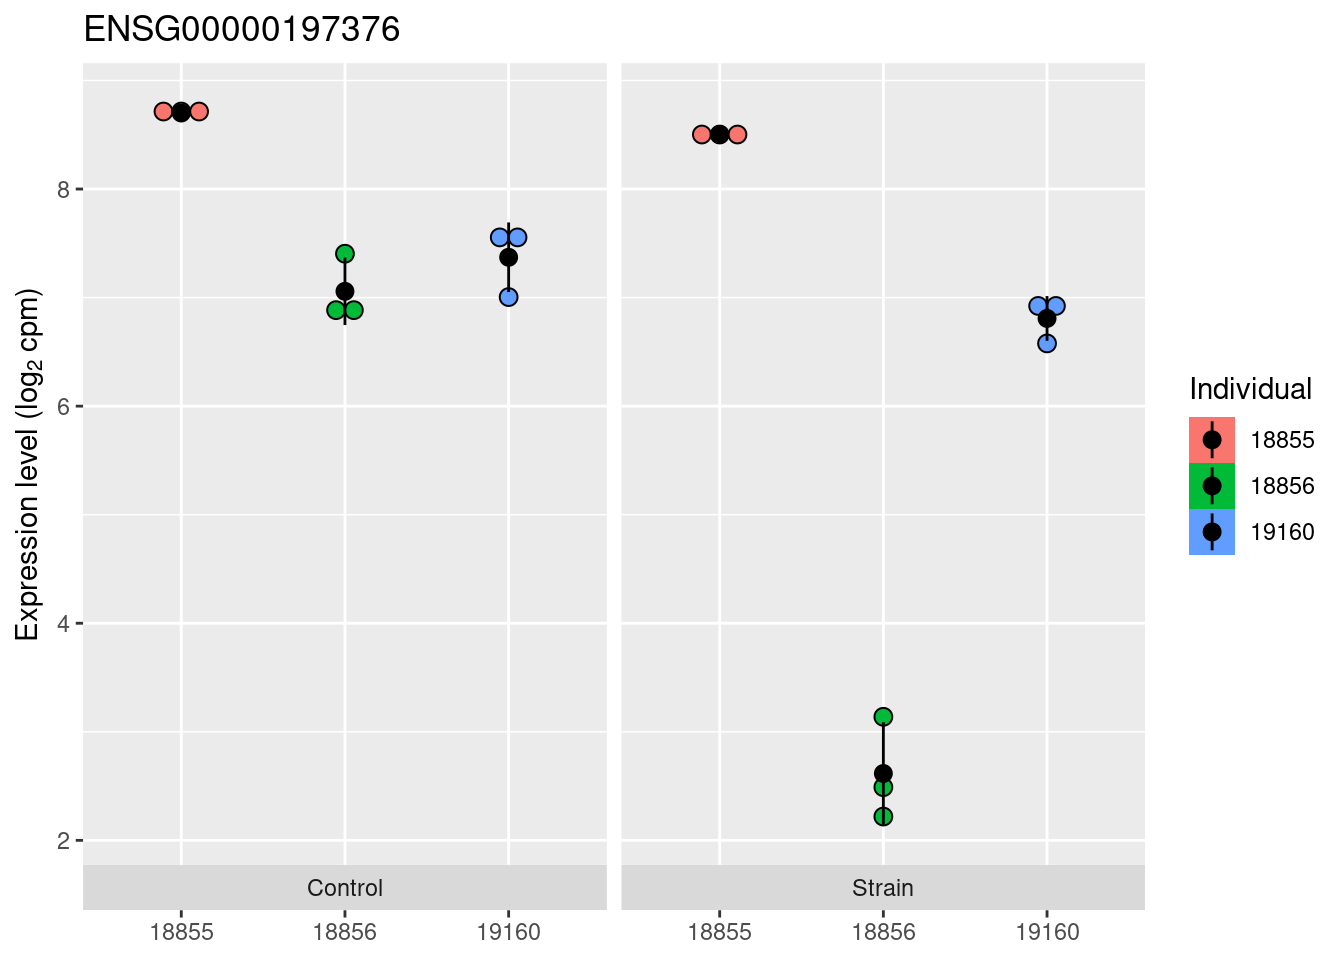 ENSG00000197376
Expression level (log₂ cpm)
8
6
4
2
Control
Strain
18855
18856
19160
18855
18856
19160
Individual
18855
18856
19160